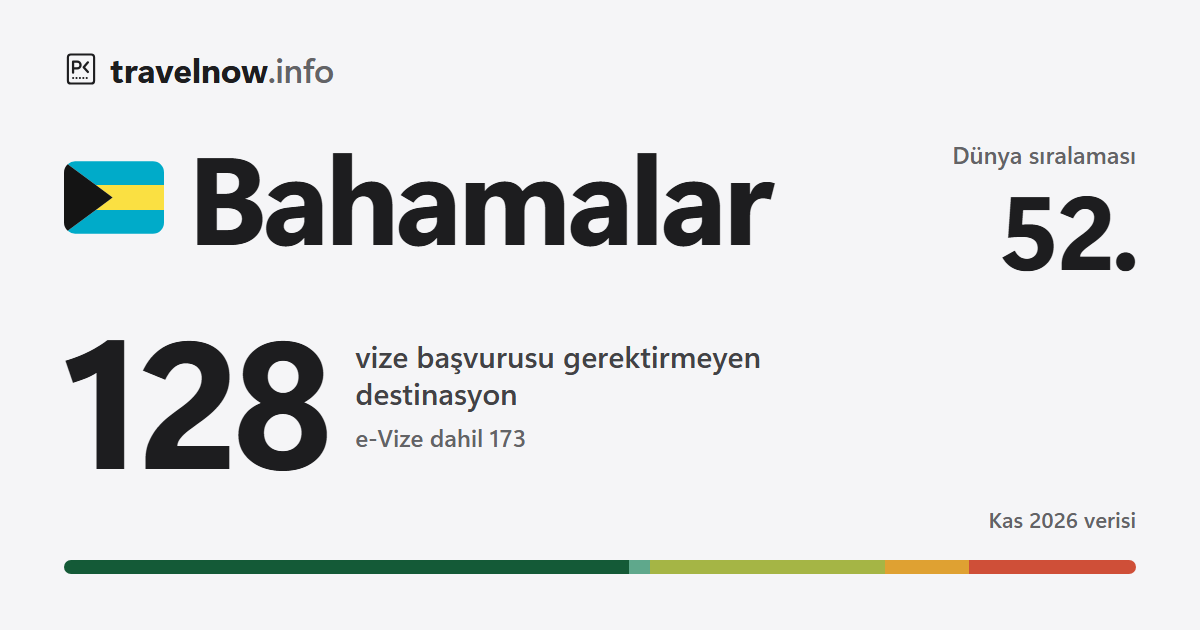 travelnow.info
Bahamalar
Dünya sıralaması
52.
128
vize başvurusu gerektirmeyen
destinasyon
e-Vize dahil 173
Kas 2026 verisi